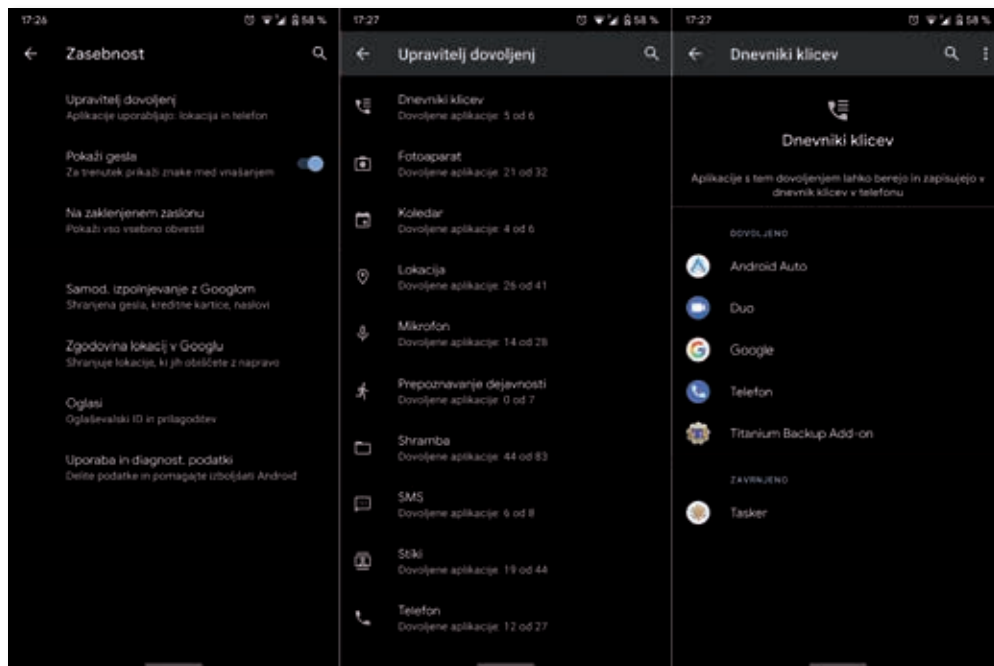 17:26
58 %
Zasebnost
Upravitelj dovoljenj
Aplikacije uporabljajo: lokacija in telefon
Pokaži gesla
Za trenutek prikaži znake med vnašanjem
Na zaklenjenem zaslonu
Pokaži vso vsebino obvestil
Samod. izpolnjevanje z Googlom
Shranjena gesla, kreditne kartice, naslovi
Zgodovina lokacij v Googlu
Shranjuje lokacije, ki jih obiščete z napravo
Oglasi
Oglaševalski ID in prilagoditev
Uporaba in diagnost. podatki
Delite podatke in pomagajte izboljšati Android
17:27
58 %
Upravitelj dovoljenj
Dnevniki klicev
Dovoljene aplikacije: 5 od 6
Fotoaparat
Dovoljene aplikacije: 21 od 32
Koledar
Dovoljene aplikacije: 4 od 6
Lokacija
Dovoljene aplikacije: 26 od 41
Mikrofon
Dovoljene aplikacije: 14 od 28
Prepoznavanje dejavnosti
Dovoljene aplikacije: 0 od 7
Shramba
Dovoljene aplikacije: 44 od 83
SMS
Dovoljene aplikacije: 6 od 8
Stiki
Dovoljene aplikacije: 19 od 44
Telefon
Dovoljene aplikacije: 12 od 27
17:27
58 %
Dnevniki klicev
Dnevniki klicev
Aplikacije s tem dovoljenjem lahko berejo in zapisujejo v
dnevnik klicev v telefonu
DOVOLJENO
Android Auto
Duo
Google
Telefon
Titanium Backup Add-on
ZAVRNJENO
Tasker